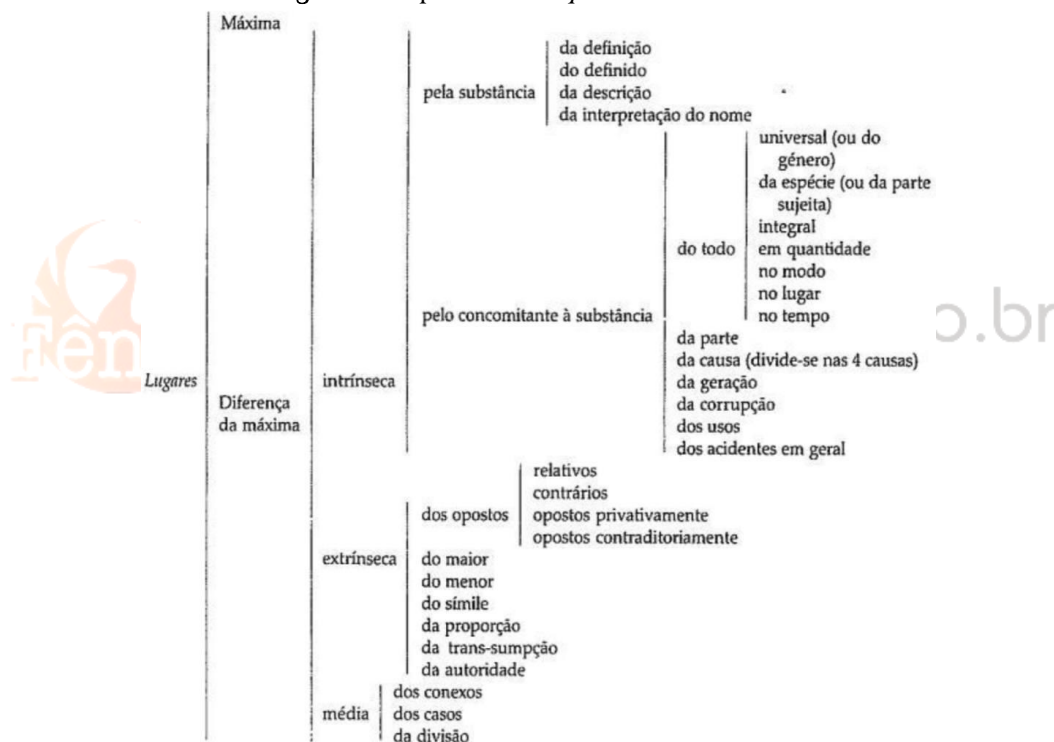 Máxima
da definição
do definido
pela substância
da descrição
da interpretação do nome
universal (ou do
género)
da espécie (ou da parte
sujeita)
integral
do todo
em quantidade
no modo
no lugar
pelo concomitante à substância
no tempo
da parte
da causa (divide-se nas 4 causas)
Lugares
intrínseca
da geração
Diferença
da máxima
da corrupção
dos usos
dos acidentes em geral
relativos
contrários
dos opostos
opostos privativamente
opostos contraditoriamente
extrínseca
do maior
do menor
do símile
da proporção
da trans-sumpção
da autoridade
dos conexos
média
dos casos
da divisão
Fên
o.br